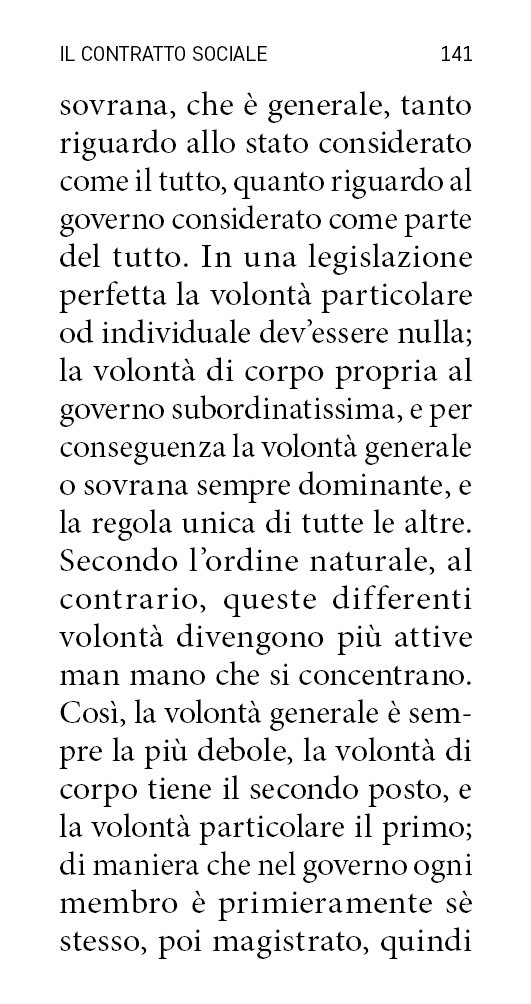 IL CONTRATTO SOCIALE 141
sovrana, che è generale, tanto
riguardo allo stato considerato
come il tutto, quanto riguardo al
governo considerato come parte
del tutto. In una legislazione
perfetta la volontà particolare
od individuale dev’essere nulla;
la volontà di corpo propria al
governo subordinatissima, e per
conseguenza la volontà generale
o sovrana sempre dominante, e
la regola unica di tutte le altre.
Secondo l’ordine naturale, al
contrario, queste differenti
volontà divengono più attive
man mano che si concentrano.
Così, la volontà generale è sem-
pre la più debole, la volontà di
corpo tiene il secondo posto, e
la volontà particolare il primo;
di maniera che nel governo ogni
membro è primieramente sè
stesso, poi magistrato, quindi